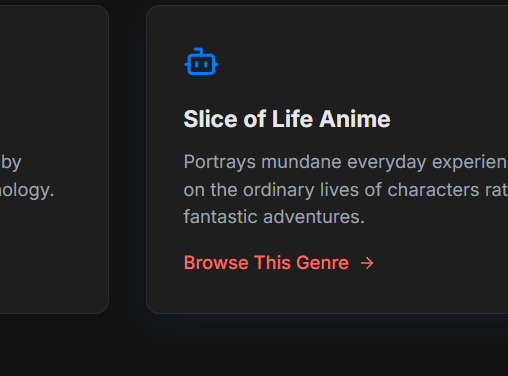 by
nology.
Slice of Life Anime
Portrays mundane everyday experien
on the ordinary lives of characters rat
fantastic adventures.
Browse This Genre →